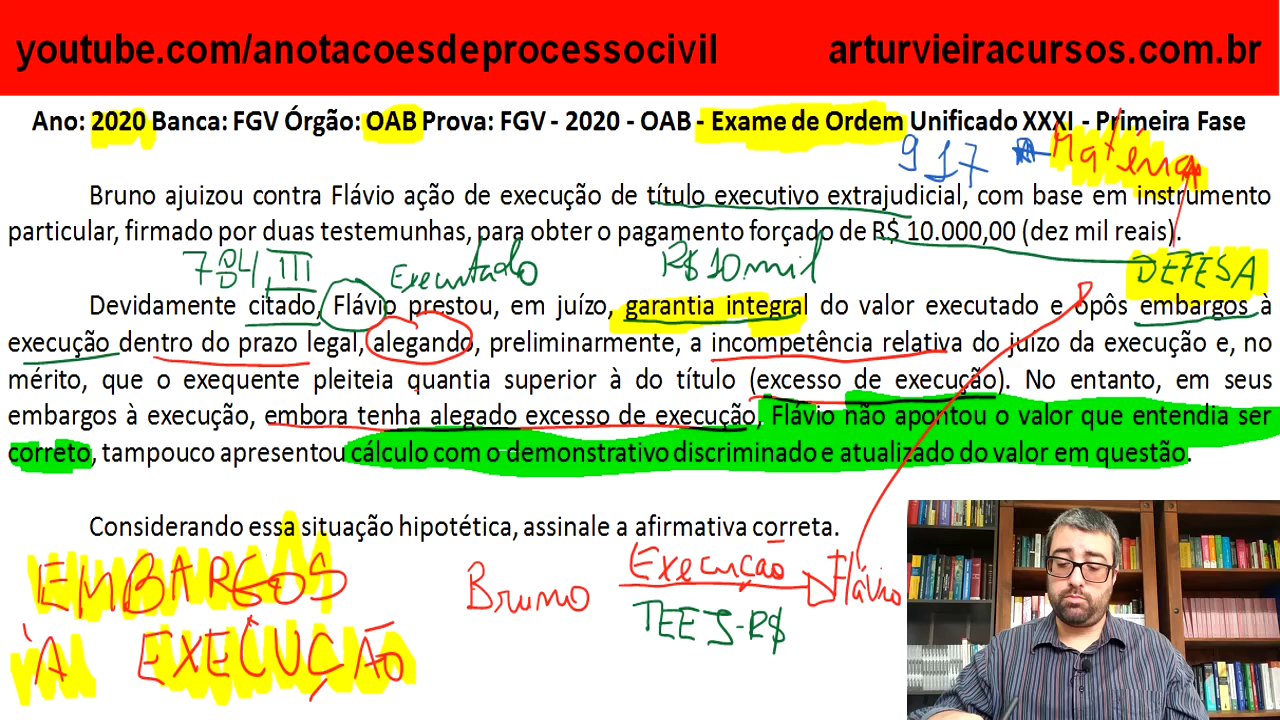 youtube.com/anotacoesdeprocessocivil arturvieiracursos.com.br
Ano: 2020 Banca: FGV Órgão: OAB Prova: FGV - 2020 - OAB - Exame de Ordem Unificado XXXI - Primeira Fase
917 Matéria
Bruno ajuizou contra Flávio ação de execução de título executivo extrajudicial, com base em instrumento
particular, firmado por duas testemunhas, para obter o pagamento forçado de R$ 10.000,00 (dez mil reais).
784, III Executado R$ 10 mil DEFESA
Devidamente citado, Flávio prestou, em juízo, garantia integral do valor executado e opôs embargos à
execução dentro do prazo legal, alegando, preliminarmente, a incompetência relativa do juízo da execução e, no
mérito, que o exequente pleiteia quantia superior à do título (excesso de execução). No entanto, em seus
embargos à execução, embora tenha alegado excesso de execução, Flávio não apontou o valor que entendia ser
correto, tampouco apresentou cálculo com o demonstrativo discriminado e atualizado do valor em questão.
Considerando essa situação hipotética, assinale a afirmativa correta.
EMBARGOS
À EXECUÇÃO
Bruno Execução Flávio
TEEJ-R$